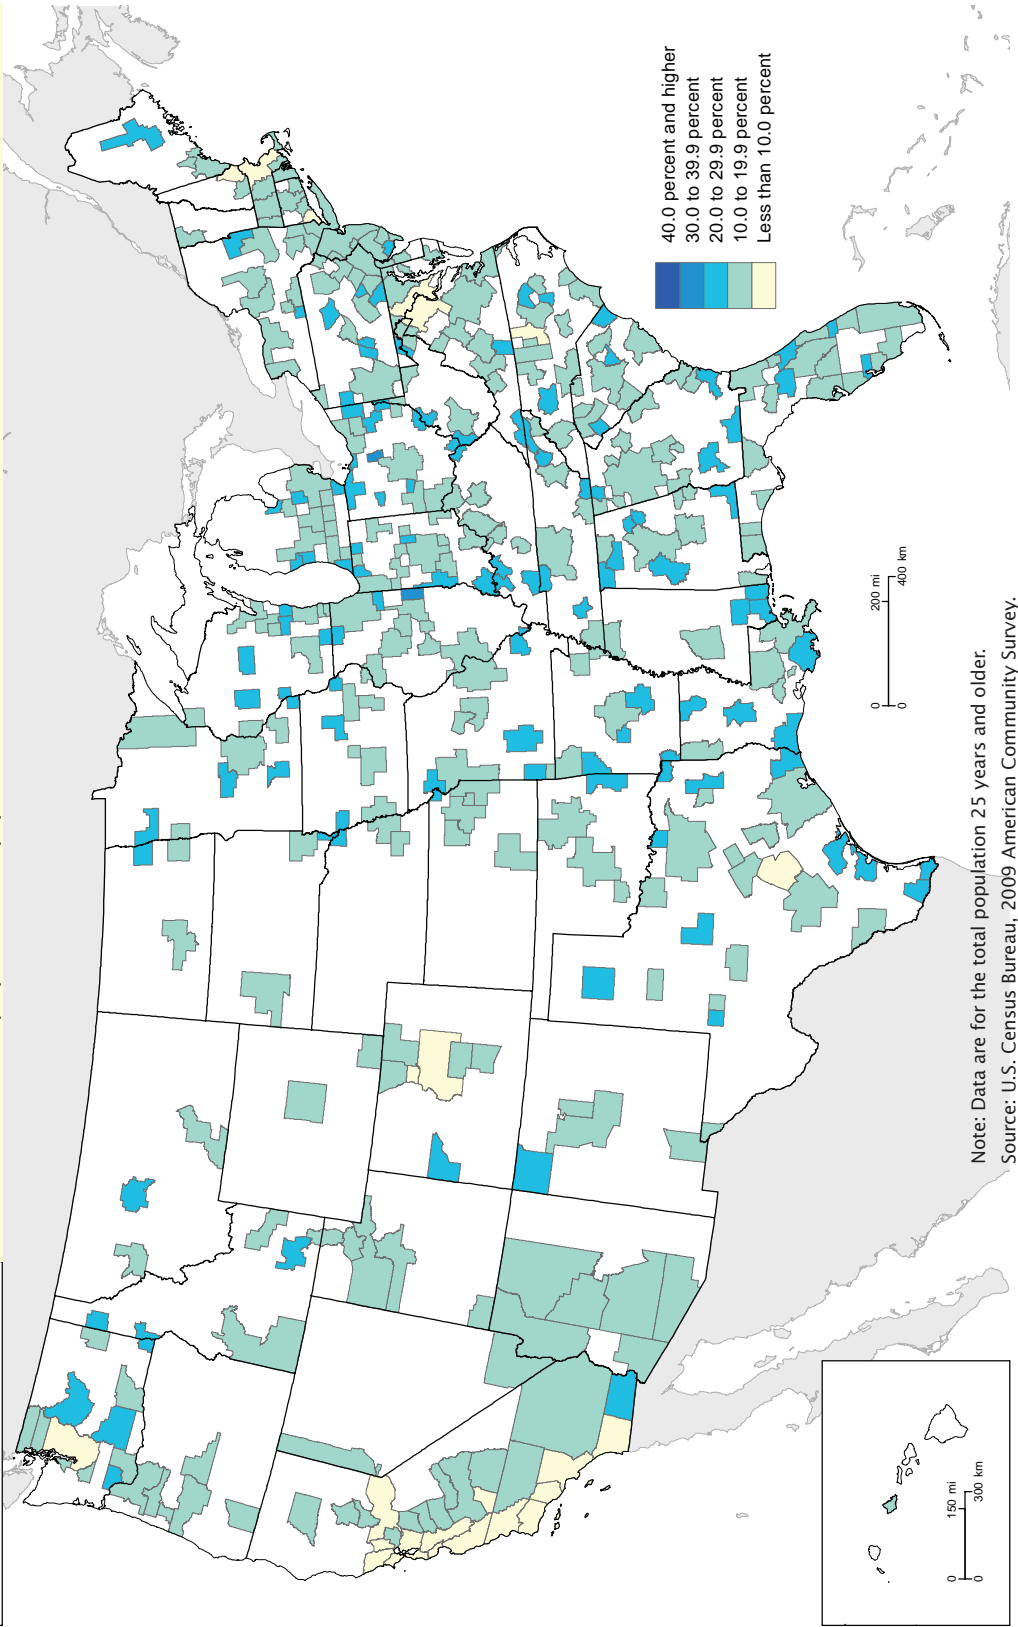 40.0 percent and higher
30.0 to 39.9 percent
20.0 to 29.9 percent
10.0 to 19.9 percent
Less than 10.0 percent
0 200 mi
0 400 km
0 150 mi
0 300 km
Note: Data are for the total population 25 years and older.
Source: U.S. Census Bureau, 2009 American Community Survey.